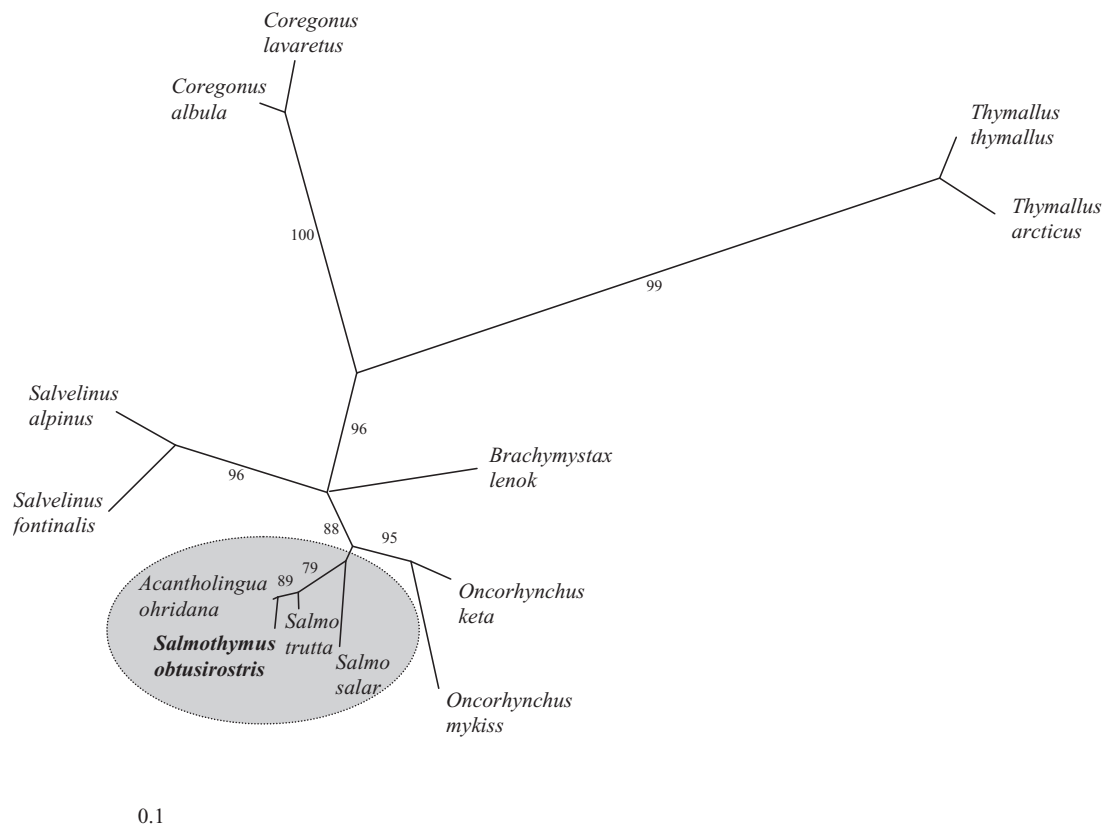 Coregonus
lavaretus
Coregonus
albula
Thymallus
thymallus
Thymallus
arcticus
100
99
Salvelinus
alpinus
96
Brachymystax
lenok
96
Salvelinus
fontinalis
88
95
79
89
Acantholingua
ohridana
Oncorhynchus
keta
Salmo
trutta
Salmothymus
obtusirostris
Salmo
salar
Oncorhynchus
mykiss
0.1